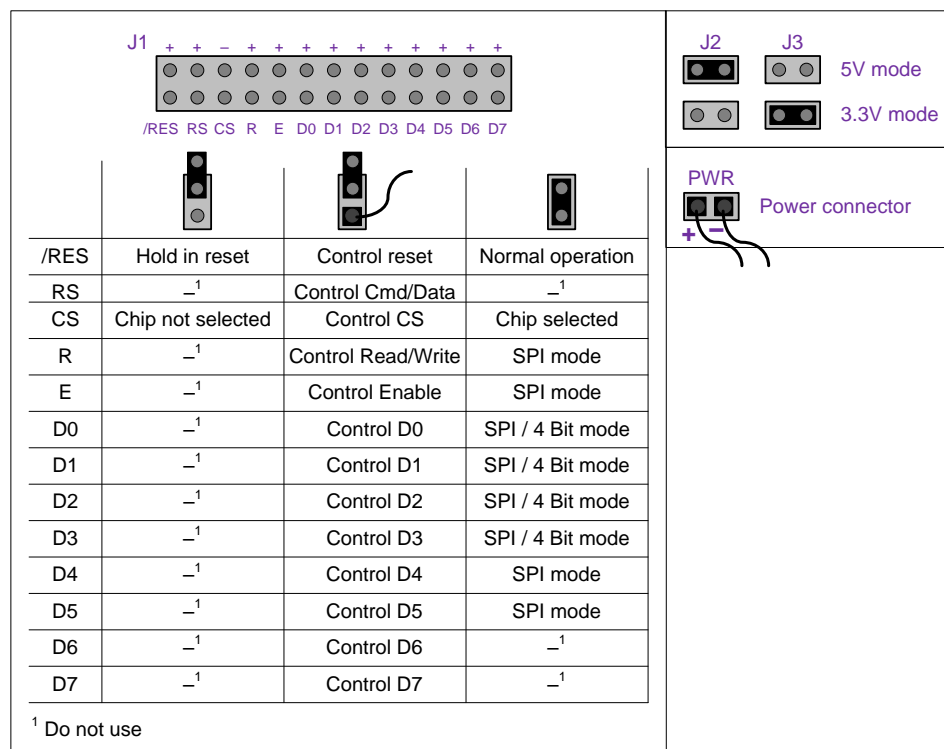 J1 + + – + + + + + + + + + +
/RES RS CS R E D0 D1 D2 D3 D4 D5 D6 D7
/RES Hold in reset Control reset Normal operation
RS –¹ Control Cmd/Data –¹
CS Chip not selected Control CS Chip selected
R –¹ Control Read/Write SPI mode
E –¹ Control Enable SPI mode
D0 –¹ Control D0 SPI / 4 Bit mode
D1 –¹ Control D1 SPI / 4 Bit mode
D2 –¹ Control D2 SPI / 4 Bit mode
D3 –¹ Control D3 SPI / 4 Bit mode
D4 –¹ Control D4 SPI mode
D5 –¹ Control D5 SPI mode
D6 –¹ Control D6 –¹
D7 –¹ Control D7 –¹
¹ Do not use
J2 J3
5V mode
3.3V mode
PWR
Power connector
+ –